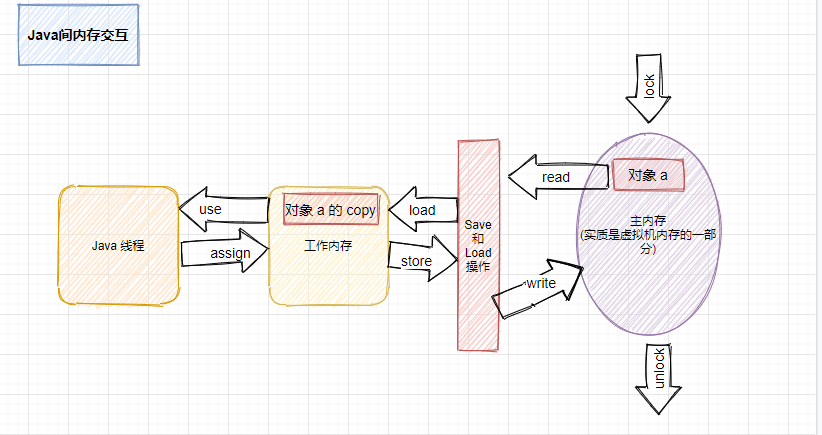 Java间内存交互
lock
read
对象 a
use
对象 a 的 copy
load
主内存
(实质是虚拟机内存的一部
分)
Save
和
Load
操作
Java 线程
assign
工作内存
store
write
unlock